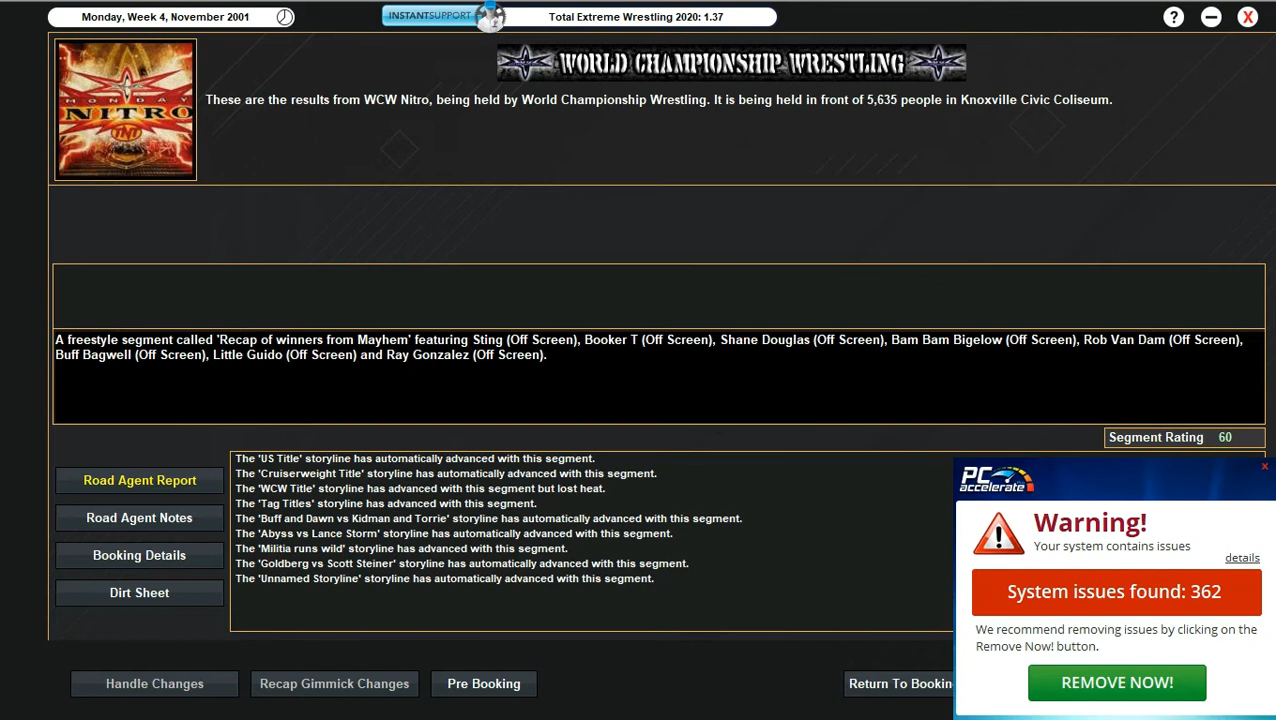 Monday, Week 4, November 2001
INSTANTSUPPORT
Total Extreme Wrestling 2020: 1.37
?
X
WORLD CHAMPIONSHIP WRESTLING
MONDAY
NITRO
TNT
These are the results from WCW Nitro, being held by World Championship Wrestling. It is being held in front of 5,635 people in Knoxville Civic Coliseum.
A freestyle segment called 'Recap of winners from Mayhem' featuring Sting (Off Screen), Booker T (Off Screen), Shane Douglas (Off Screen), Bam Bam Bigelow (Off Screen), Rob Van Dam (Off Screen),
Buff Bagwell (Off Screen), Little Guido (Off Screen) and Ray Gonzalez (Off Screen).
Segment Rating 60
Road Agent Report
Road Agent Notes
Booking Details
Dirt Sheet
The 'US Title' storyline has automatically advanced with this segment.
The 'Cruiserweight Title' storyline has automatically advanced with this segment.
The 'WCW Title' storyline has advanced with this segment but lost heat.
The 'Tag Titles' storyline has advanced with this segment.
The 'Buff and Dawn vs Kidman and Torrie' storyline has automatically advanced with this segment.
The 'Abyss vs Lance Storm' storyline has automatically advanced with this segment.
The 'Militia runs wild' storyline has advanced with this segment.
The 'Goldberg vs Scott Steiner' storyline has automatically advanced with this segment.
The 'Unnamed Storyline' storyline has automatically advanced with this segment.
PC
accelerate
x
Warning!
Your system contains issues
details
System issues found: 362
We recommend removing issues by clicking on the
Remove Now! button.
REMOVE NOW!
Handle Changes
Recap Gimmick Changes
Pre Booking
Return To Bookin